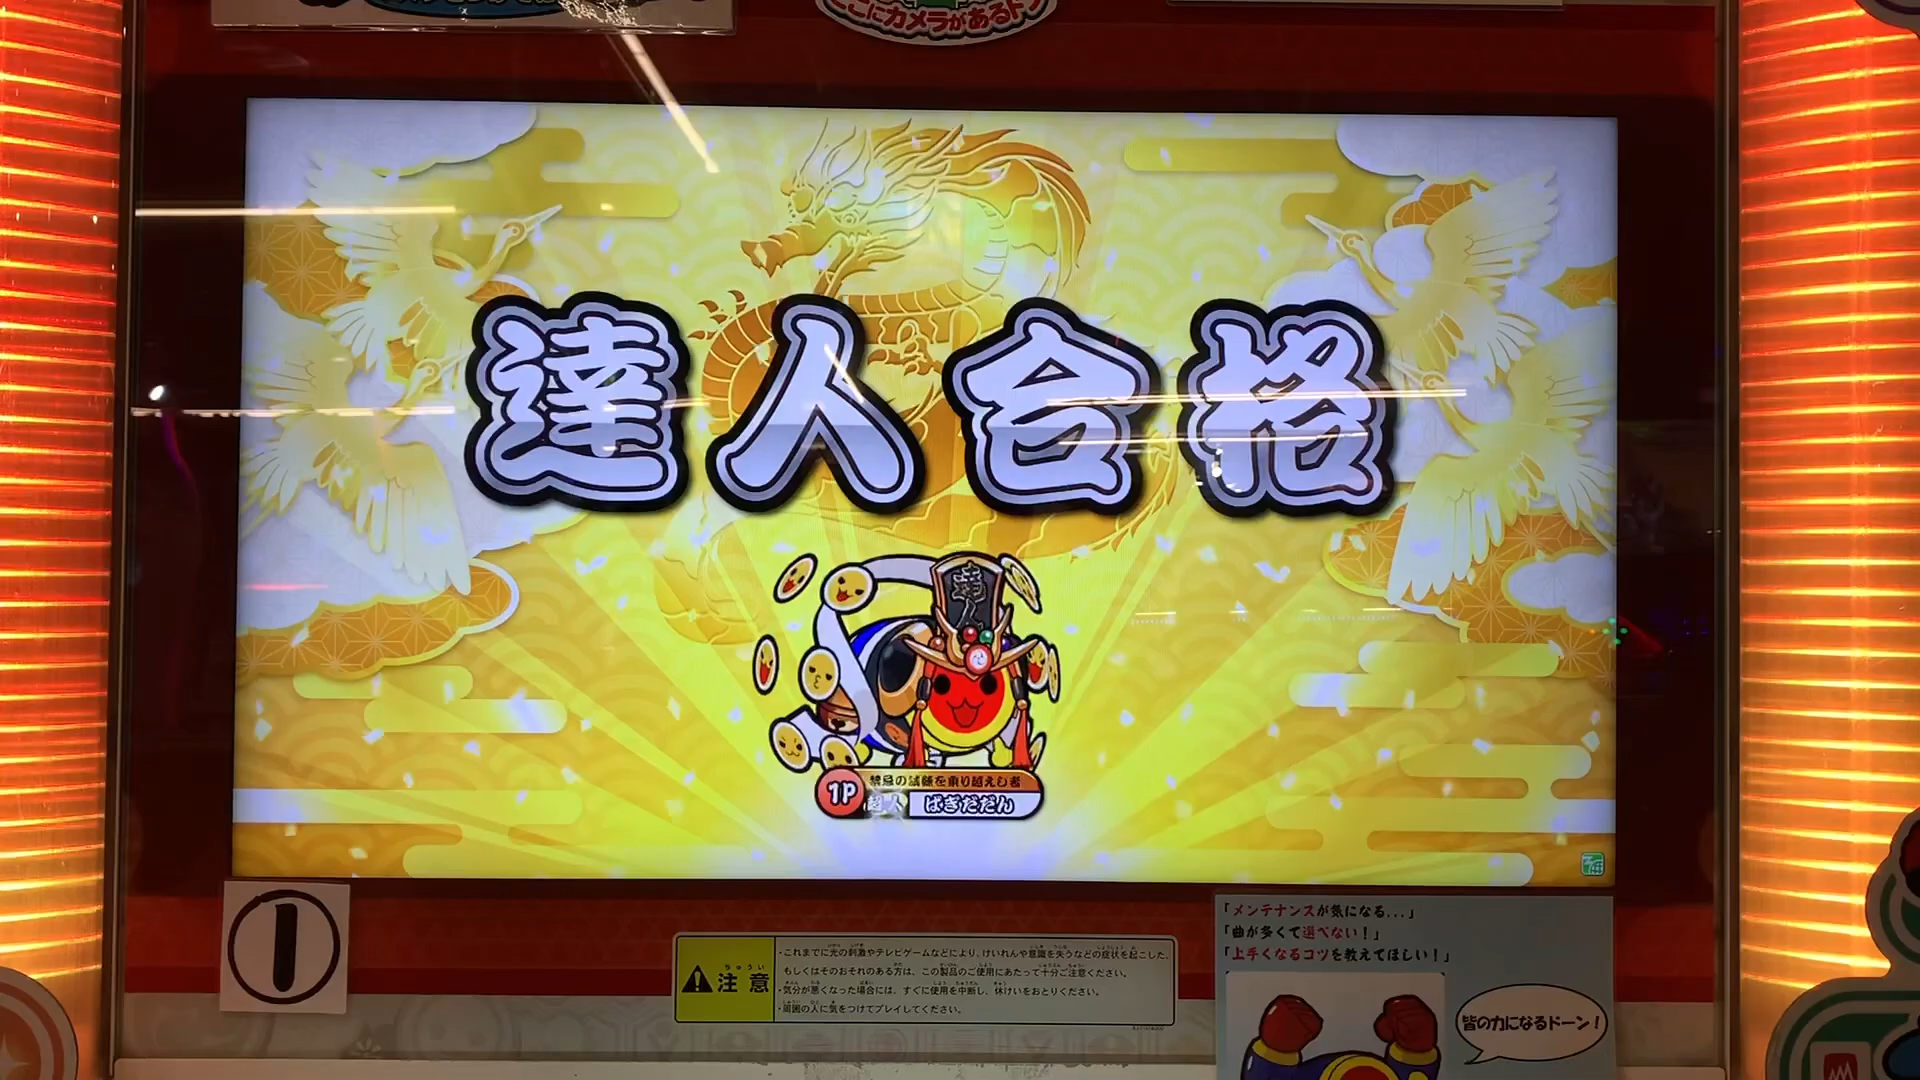 ここにカメラがあるドン
達人合格
達人
禁忌の試練を乗り越えし者
1P
超人
ばぎだだん
①
注意
ちゅうい
・これまでに光の刺激やテレビゲームなどにより、けいれんや意識を失うなどの症状を起こした、
もしくはそのおそれのある方は、この製品のご使用にあたって十分ご注意ください。
・気分が悪くなった場合には、すぐに使用を中断し、休けいをおとりください。
・周囲の人に気をつけてプレイしてください。
「メンテナンスが気になる...」
「曲が多くて選べない！」
「上手くなるコツを教えてほしい！」
皆の力になるドーン！